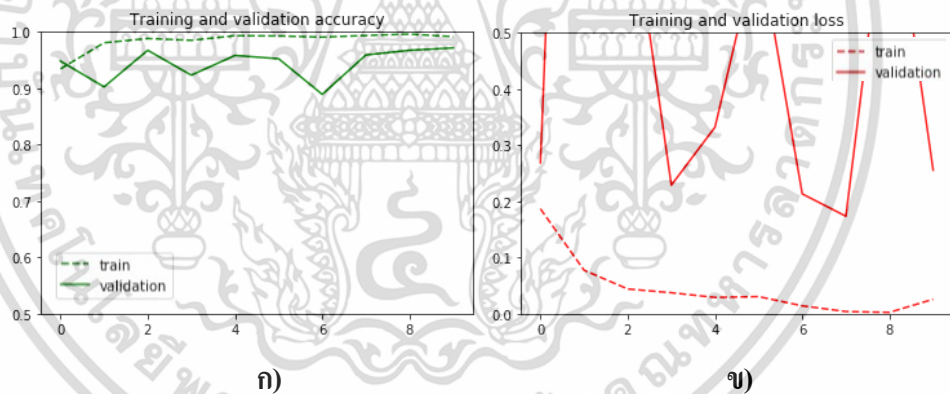 Training and validation accuracy
1.0
0.9
0.8
0.7
0.6
0.5
train
validation
0 2 4 6 8
Training and validation loss
0.5
0.4
0.3
0.2
0.1
0.0
train
validation
0 2 4 6 8
ก) ข)